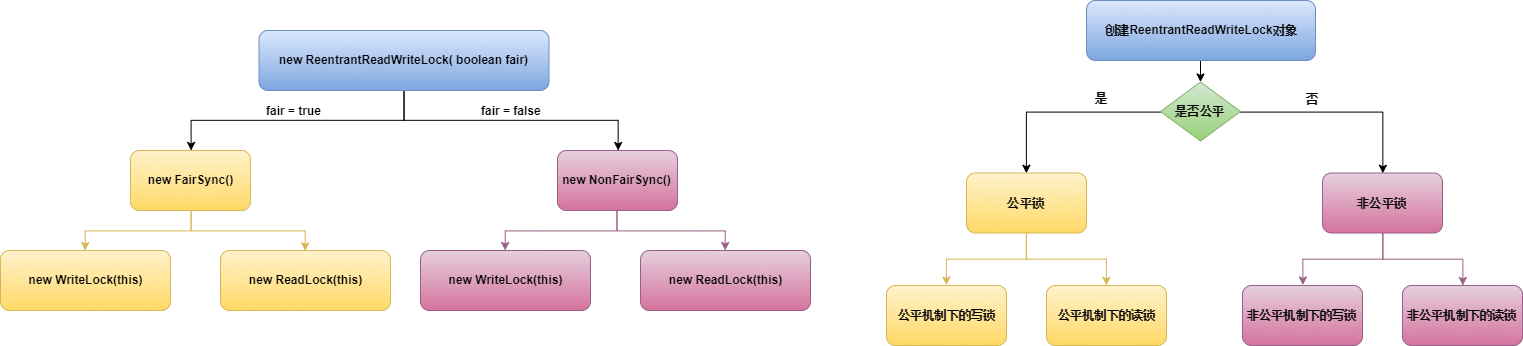 new ReentrantReadWriteLock( boolean fair)
fair = true
fair = false
new FairSync()
new NonFairSync()
new WriteLock(this)
new ReadLock(this)
new WriteLock(this)
new ReadLock(this)
创建ReentrantReadWriteLock对象
是否公平
是
否
公平锁
非公平锁
公平机制下的写锁
公平机制下的读锁
非公平机制下的写锁
非公平机制下的读锁